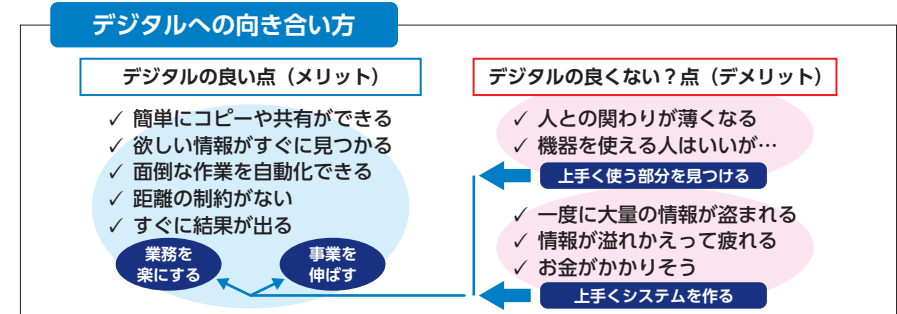 デジタルへの向き合い方
デジタルの良い点（メリット）
✓ 簡単にコピーや共有ができる
✓ 欲しい情報がすぐに見つかる
✓ 面倒な作業を自動化できる
✓ 距離の制約がない
✓ すぐに結果が出る
業務を
楽にする
事業を
伸ばす
デジタルの良くない？点（デメリット）
✓ 人との関わりが薄くなる
✓ 機器を使える人はいいが…
上手く使う部分を見つける
✓ 一度に大量の情報が盗まれる
✓ 情報が溢れかえって疲れる
✓ お金がかかりそう
上手くシステムを作る